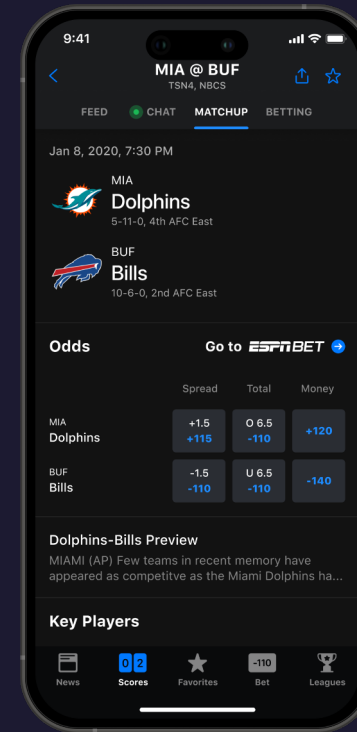 9:41
MIA @ BUF
TSN4, NBCS
FEED CHAT MATCHUP BETTING
Jan 8, 2020, 7:30 PM
MIA
Dolphins
5-11-0, 4th AFC East
BUF
Bills
10-6-0, 2nd AFC East
Odds Go to ESPN BET
Spread Total Money
MIA
Dolphins
+1.5 O 6.5 +120
+115 -110
BUF
Bills
-1.5 U 6.5 -140
-110 -110
Dolphins-Bills Preview
MIAMI (AP) Few teams in recent memory have
appeared as competitve as the Miami Dolphins ha...
Key Players
0 2 -110
News Scores Favorites Bet Leagues